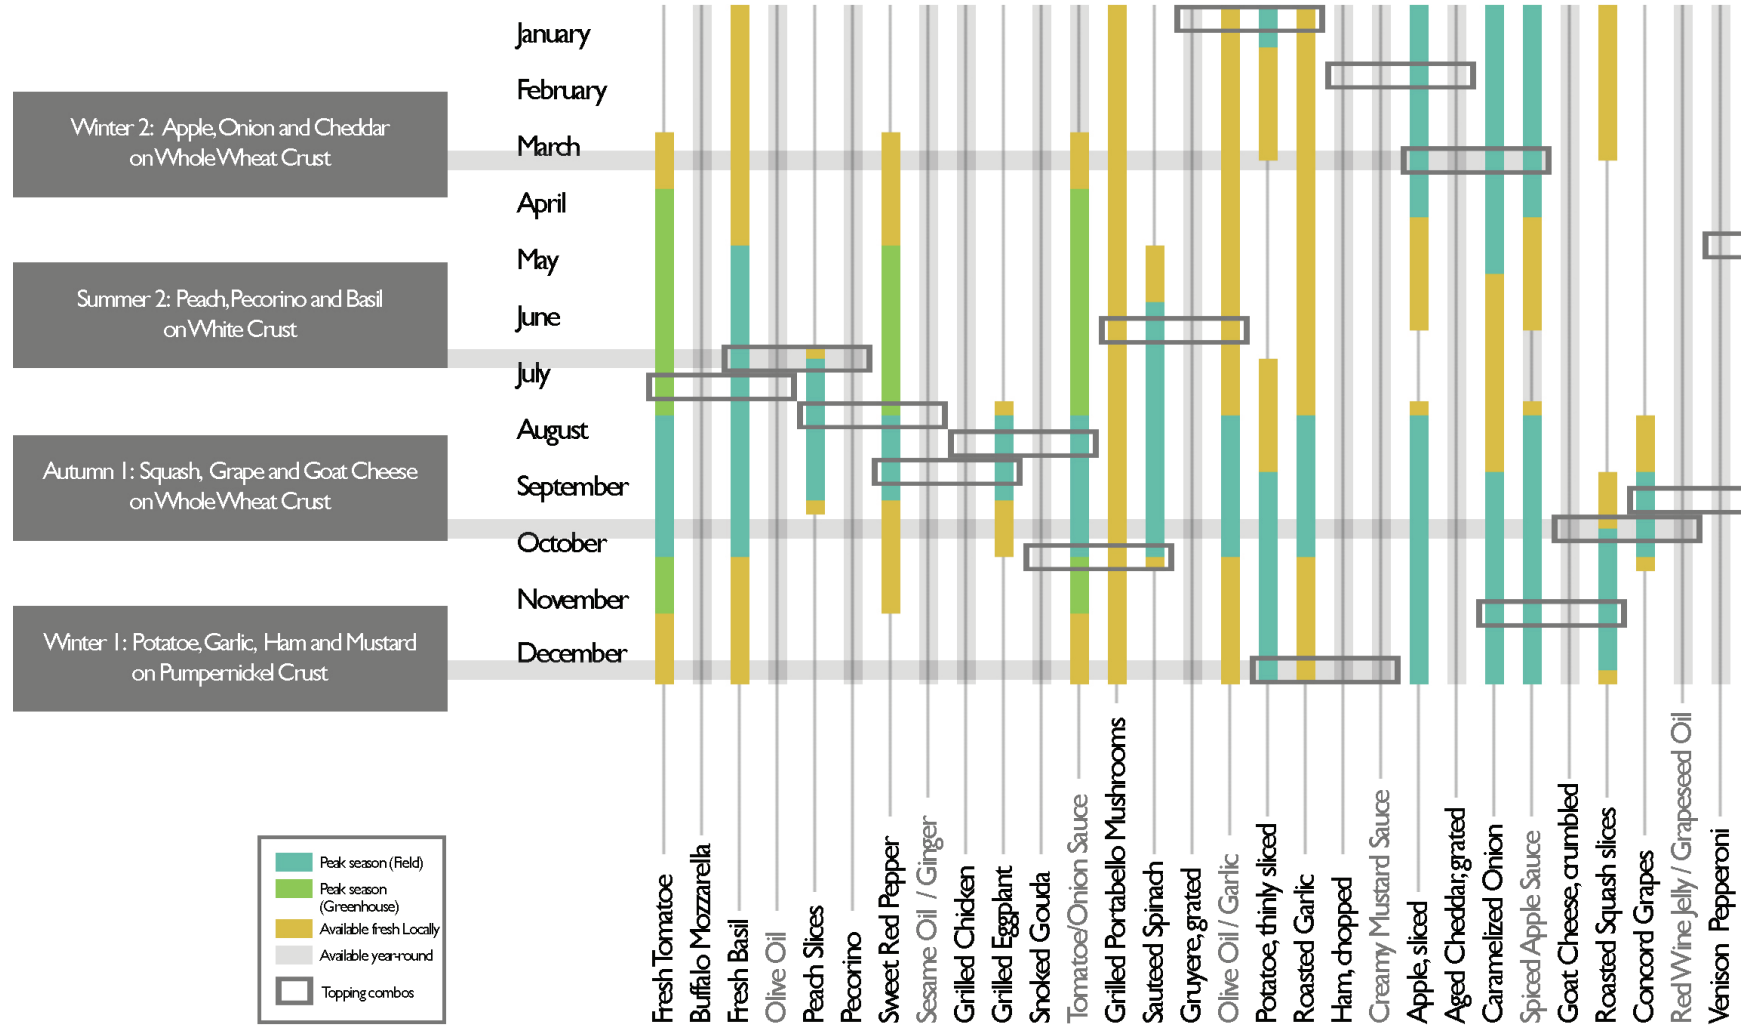 January
February
March
April
May
June
July
August
September
October
November
December
Winter 2: Apple, Onion and Cheddar
on Whole Wheat Crust
Summer 2: Peach, Pecorino and Basil
on White Crust
Autumn 1: Squash, Grape and Goat Cheese
on Whole Wheat Crust
Winter 1: Potatoe, Garlic, Ham and Mustard
on Pumpernickel Crust
Peak season (Field)
Peak season
(Greenhouse)
Available fresh Locally
Available year-round
Topping combos
Fresh Tomatoe
Buffalo Mozzarella
Fresh Basil
Olive Oil
Peach Slices
Pecorino
Sweet Red Pepper
Sesame Oil / Ginger
Grilled Chicken
Grilled Eggplant
Smoked Gouda
Tomatoe/Onion Sauce
Grilled Portabello Mushrooms
Sauteed Spinach
Gruyere, grated
Olive Oil / Garlic
Potatoe, thinly sliced
Roasted Garlic
Ham, chopped
Creamy Mustard Sauce
Apple, sliced
Aged Cheddar, grated
Caramelized Onion
Spiced Apple Sauce
Goat Cheese, crumbled
Roasted Squash slices
Concord Grapes
Red Wine Jelly / Grapeseed Oil
Venison Pepperoni